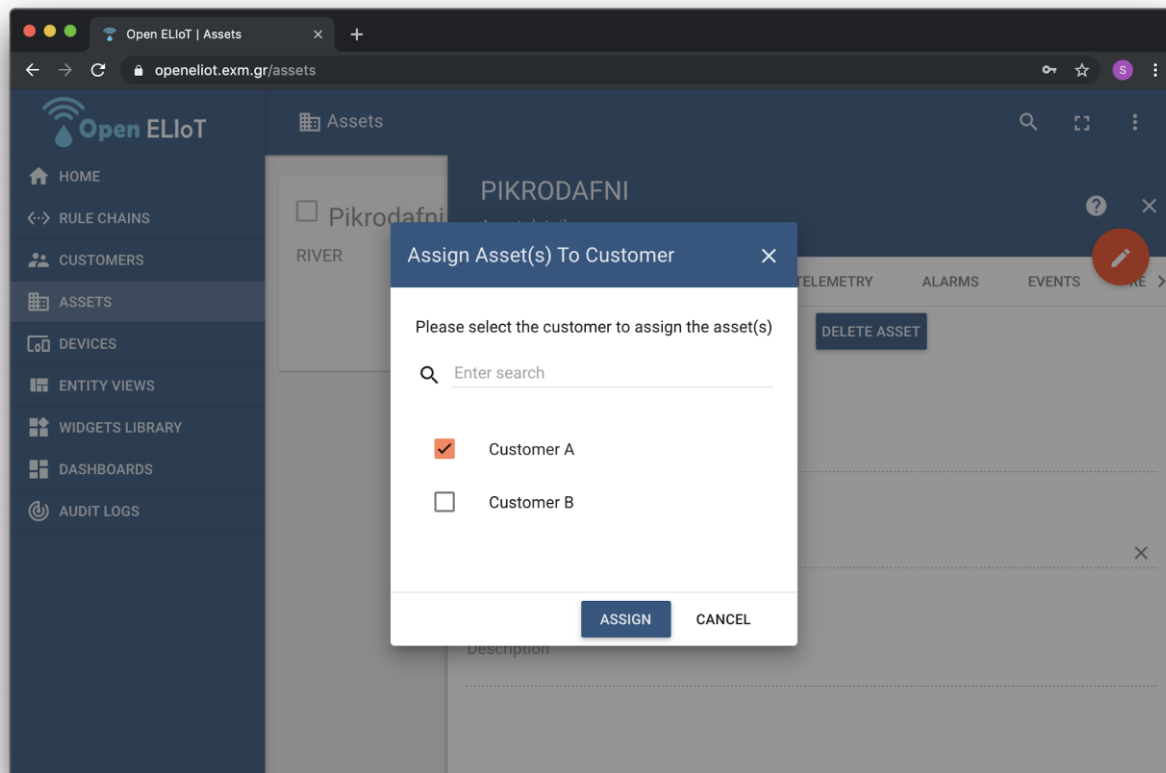 Open ELIoT | Assets
openeliot.exm.gr/assets
S
Open ELIoT
Assets
HOME
RULE CHAINS
CUSTOMERS
ASSETS
DEVICES
ENTITY VIEWS
WIDGETS LIBRARY
DASHBOARDS
AUDIT LOGS
Pikrodafni
RIVER
PIKRODAFNI
TELEMETRY ALARMS EVENTS
DELETE ASSET
Assign Asset(s) To Customer
Please select the customer to assign the asset(s)
Enter search
Customer A
Customer B
ASSIGN CANCEL
Description